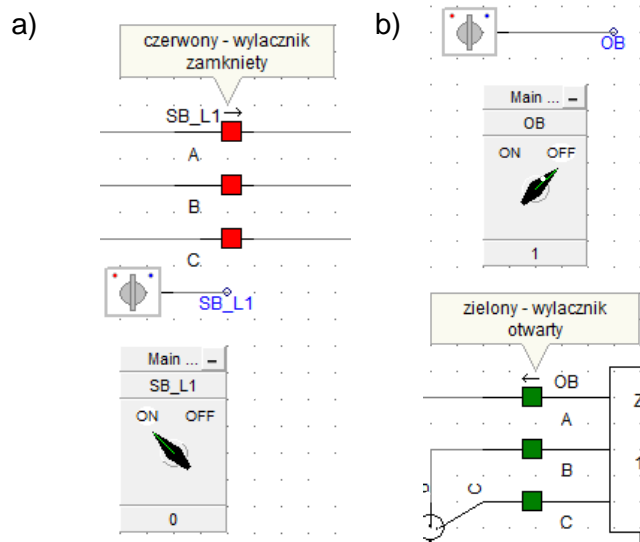 a)
czerwony - wylacznik
zamkniety
SB_L1
A
B
C
SB_L1
Main ...
SB_L1
ON OFF
0
b)
OB
Main ...
OB
ON OFF
1
zielony - wylacznik
otwarty
OB
A
B
C
C
Z
1